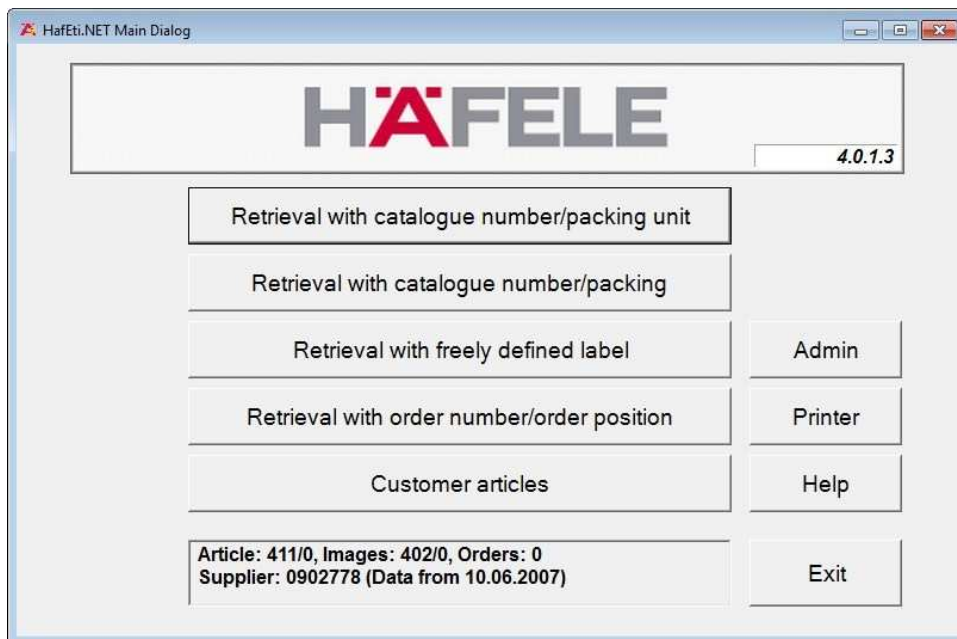 HafEti.NET Main Dialog
HÄFELE
4.0.1.3
Retrieval with catalogue number/packing unit
Retrieval with catalogue number/packing
Retrieval with freely defined label
Admin
Retrieval with order number/order position
Printer
Customer articles
Help
Article: 411/0, Images: 402/0, Orders: 0
Supplier: 0902778 (Data from 10.06.2007)
Exit